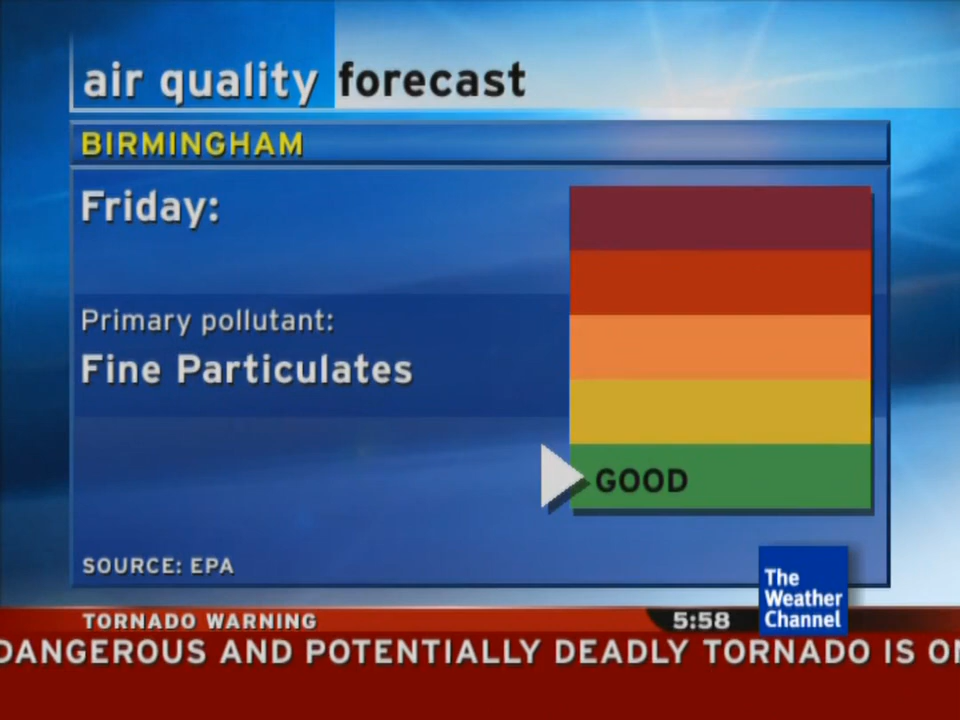 air quality forecast
BIRMINGHAM
Friday:
Primary pollutant:
Fine Particulates
GOOD
SOURCE: EPA
The
Weather
Channel
TORNADO WARNING
5:58
DANGEROUS AND POTENTIALLY DEADLY TORNADO IS